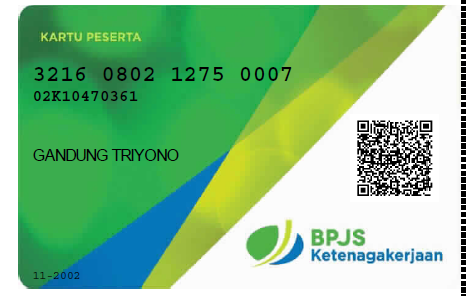 KARTU PESERTA
3216 0802 1275 0007
02K10470361
GANDUNG TRIYONO
BPJS
Ketenagakerjaan
11-2002